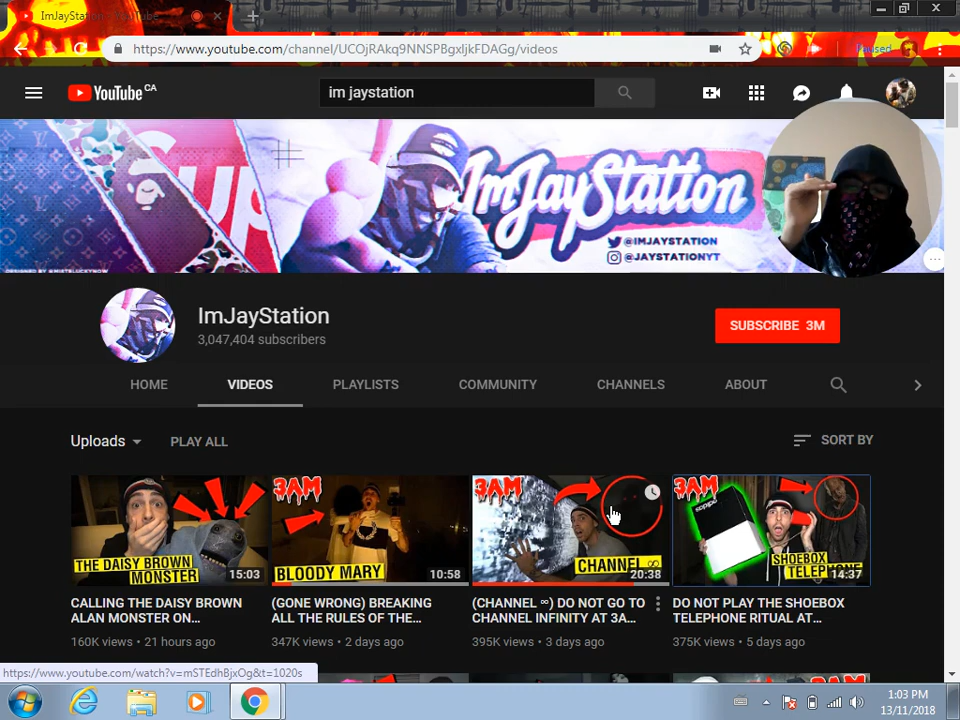 ImJayStation - YouTube
https://www.youtube.com/channel/UCOjRAkq9NNSPBgxljkFDAGg/videos
Paused
YouTube CA
im jaystation
SUP
ImJayStation
@IMJAYSTATION
@JAYSTATIONYT
ImJayStation
3,047,404 subscribers
SUBSCRIBE 3M
HOME
VIDEOS
PLAYLISTS
COMMUNITY
CHANNELS
ABOUT
Uploads
PLAY ALL
SORT BY
THE DAISY BROWN
MONSTER
15:03
3AM
BLOODY MARY
10:58
3AM
CHANNEL ∞
20:38
3AM
adidas
SHOEBOX
TELEPHONE
14:37
CALLING THE DAISY BROWN
ALAN MONSTER ON...
160K views • 21 hours ago
(GONE WRONG) BREAKING
ALL THE RULES OF THE...
347K views • 2 days ago
(CHANNEL ∞) DO NOT GO TO
CHANNEL INFINITY AT 3A...
395K views • 3 days ago
DO NOT PLAY THE SHOEBOX
TELEPHONE RITUAL AT...
375K views • 5 days ago
https://www.youtube.com/watch?v=mSTEdhBjxOg&t=1020s
1:03 PM
13/11/2018